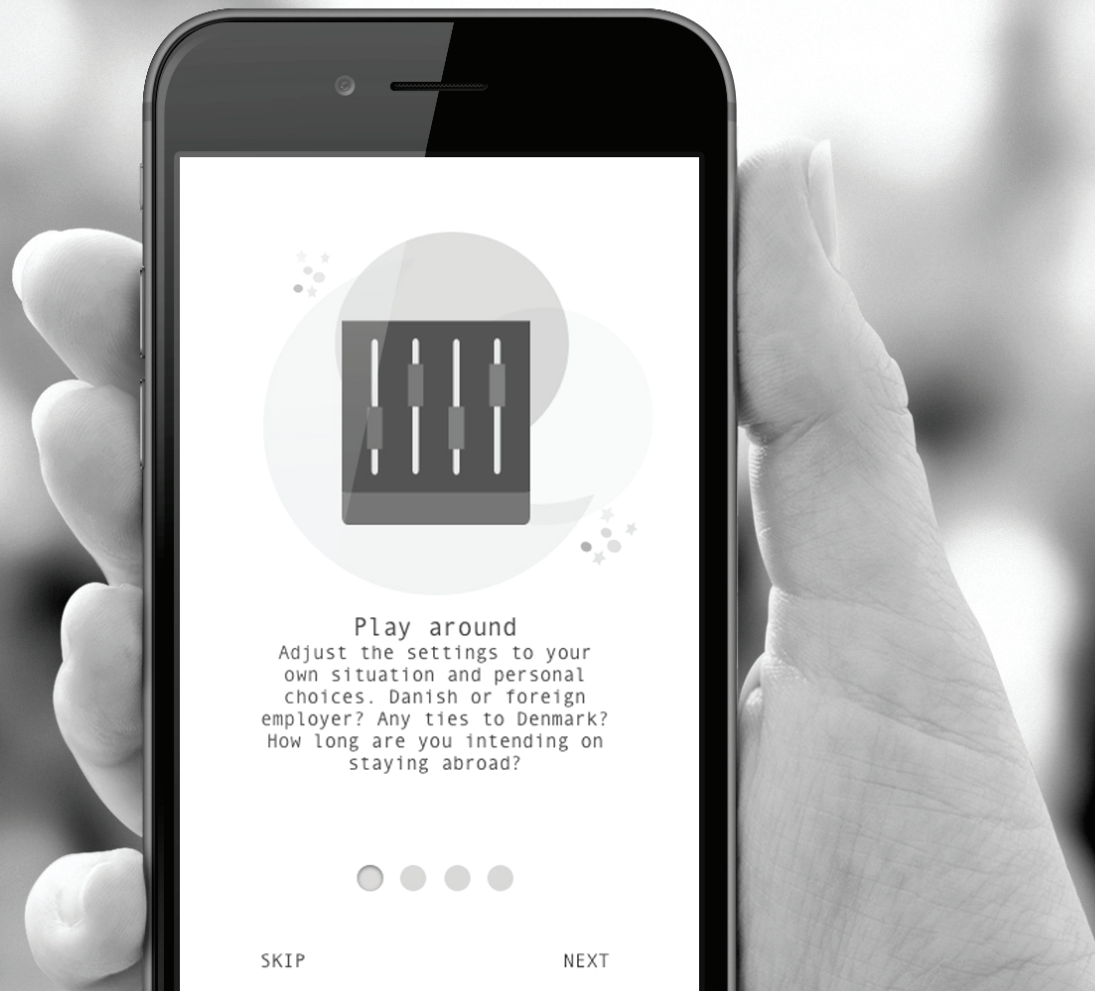 Play around
Adjust the settings to your
own situation and personal
choices. Danish or foreign
employer? Any ties to Denmark?
How long are you intending on
staying abroad?
SKIP
NEXT